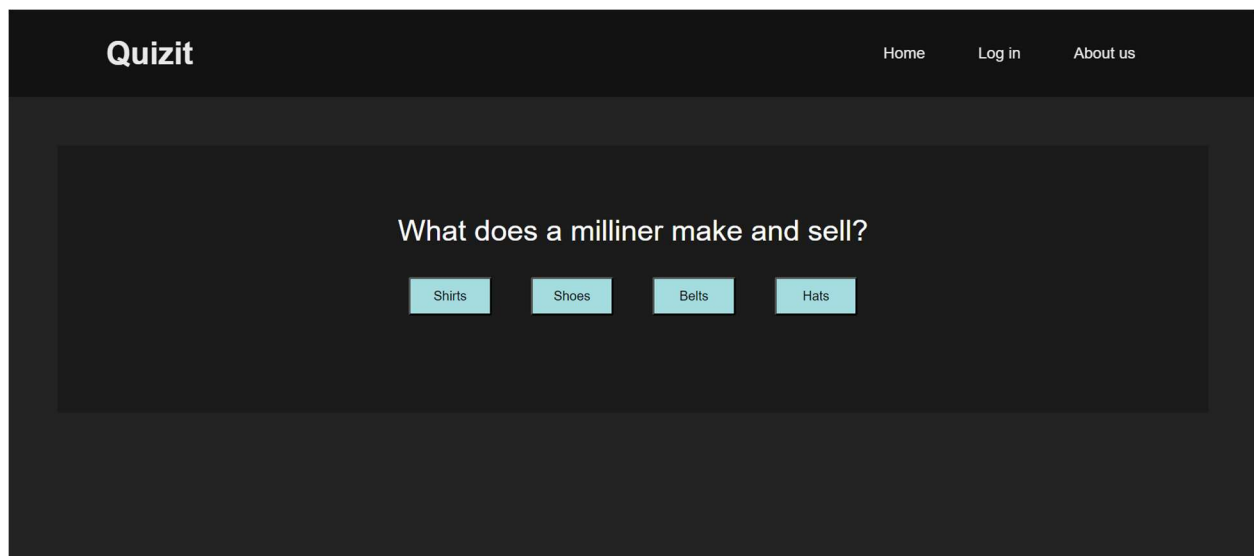 Quizit
Home Log in About us
What does a milliner make and sell?
Shirts Shoes Belts Hats